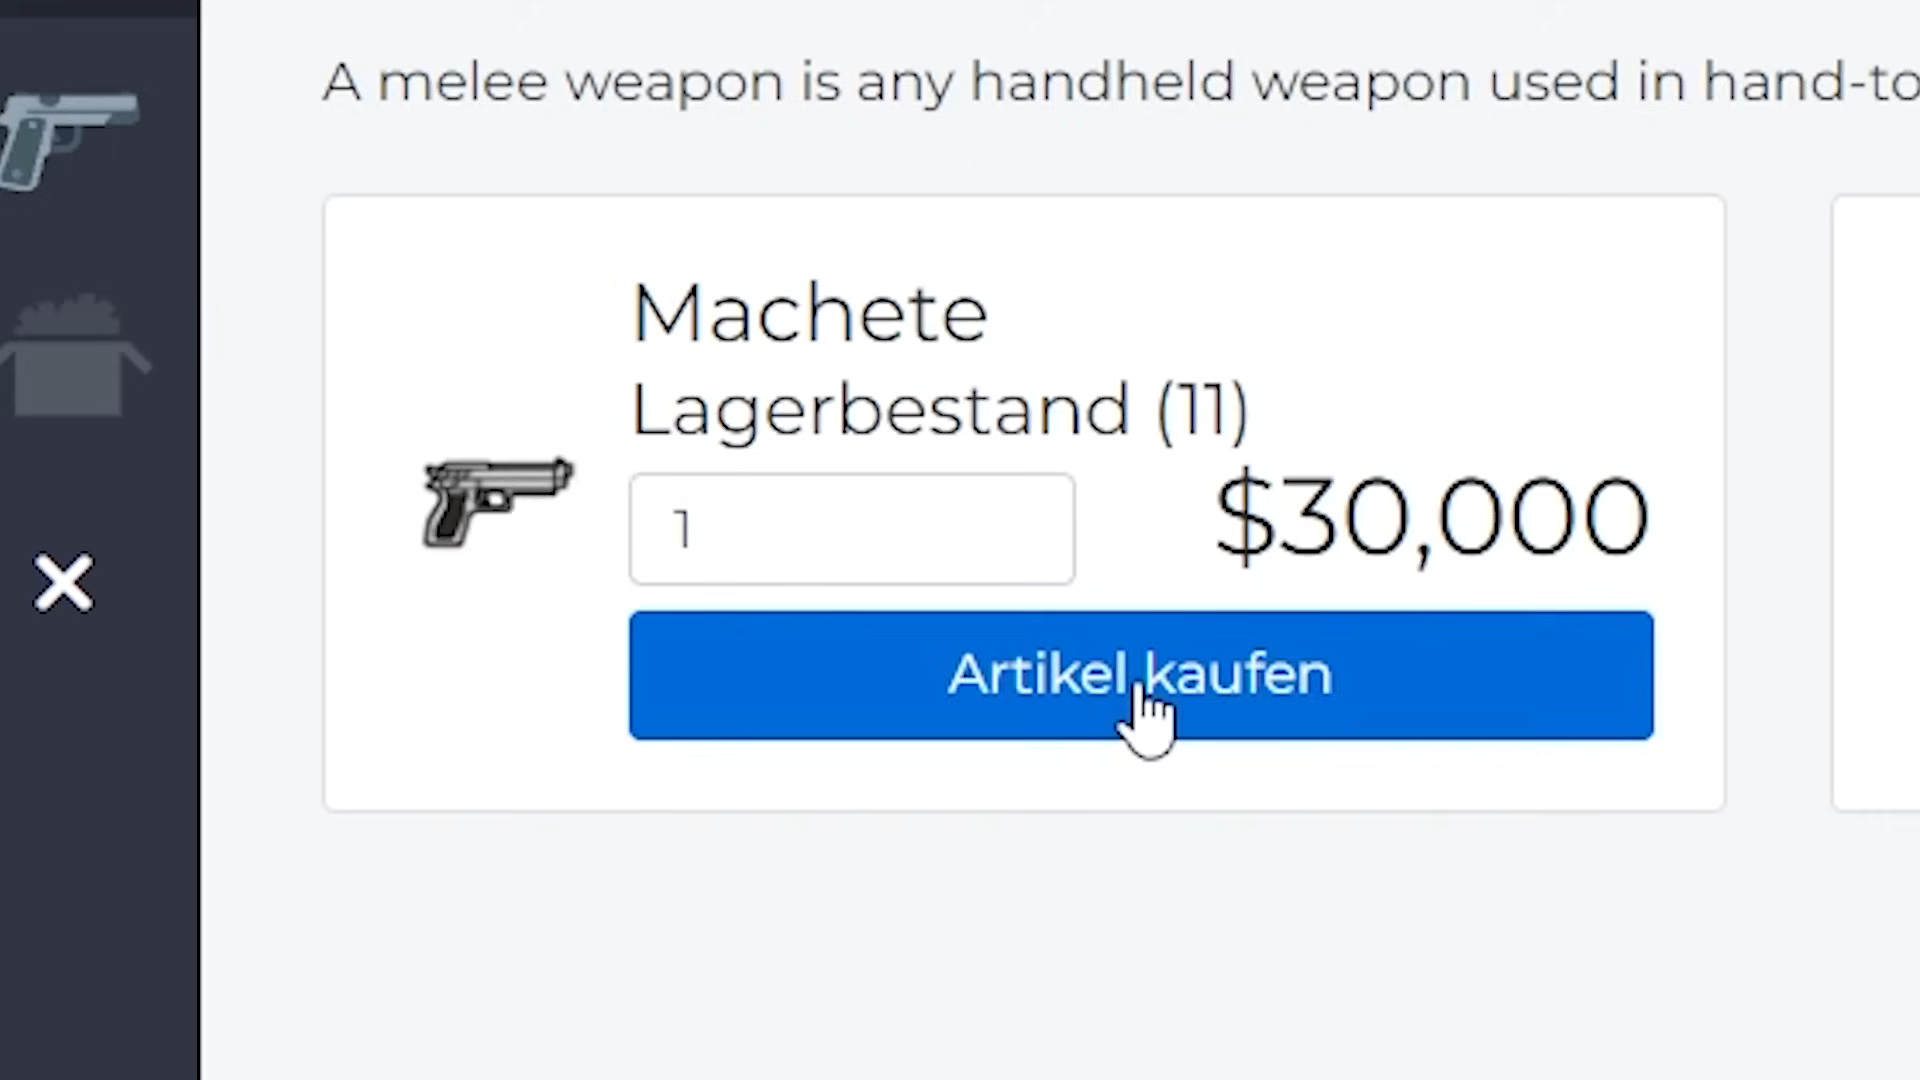 A melee weapon is any handheld weapon used in hand-to
Machete
Lagerbestand (11)
1
$30,000
Artikel kaufen